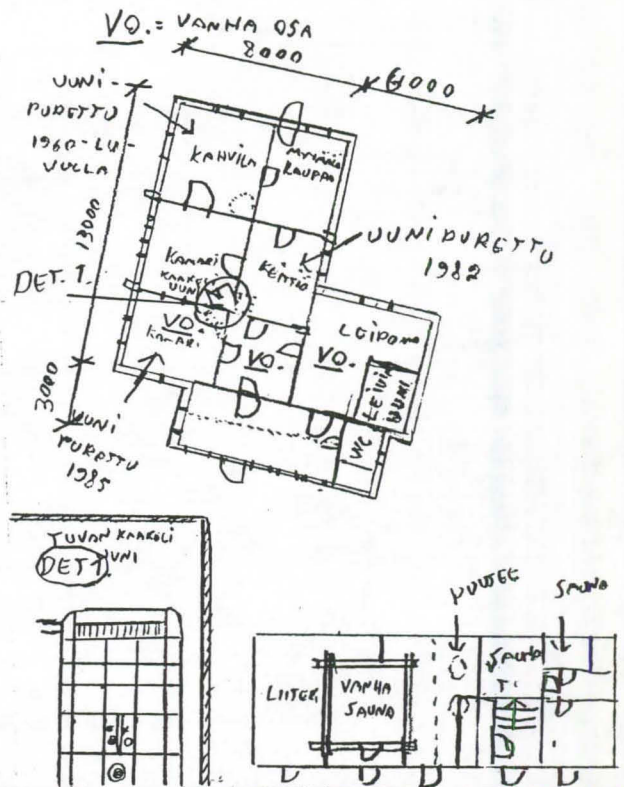 VO. = VANHA OSA
8000
6000
UUNI-
PURETTU
1960-LU-
VULLA
KAHVILA
KAUPPA
13000
UUNI PURETTU
1982
KAMARI
KAAKELI
UUNI
KEITTIÖ
DET. 1.
VO.
KAMARI
VO.
VO.
LEIPOMO
LEIVIN
UUNI
WC
3000
UUNI
PURETTU
1985
TUVAN KAAKELI
UUNI
DET 1.
SAUNA
LIITERI
VANHA
SAUNA
SAUNA